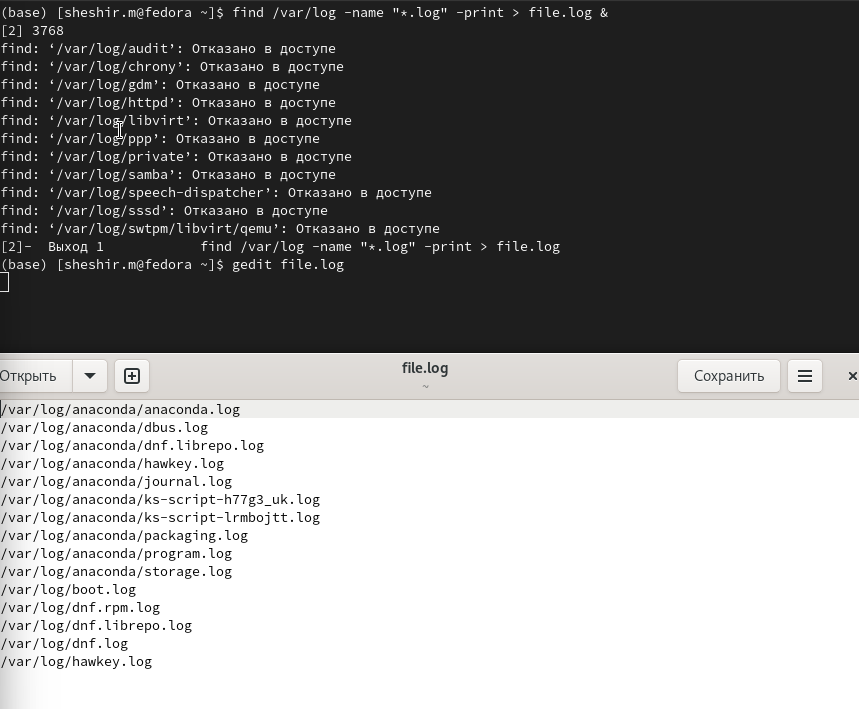 (base) [sheshir.m@fedora ~]$ find /var/log -name "*.log" -print > file.log &
[2] 3768
find: ‘/var/log/audit’: Отказано в доступе
find: ‘/var/log/chrony’: Отказано в доступе
find: ‘/var/log/gdm’: Отказано в доступе
find: ‘/var/log/httpd’: Отказано в доступе
find: ‘/var/log/libvirt’: Отказано в доступе
find: ‘/var/log/ppp’: Отказано в доступе
find: ‘/var/log/private’: Отказано в доступе
find: ‘/var/log/samba’: Отказано в доступе
find: ‘/var/log/speech-dispatcher’: Отказано в доступе
find: ‘/var/log/sssd’: Отказано в доступе
find: ‘/var/log/swtpm/libvirt/qemu’: Отказано в доступе
[2]-  Выход 1            find /var/log -name "*.log" -print > file.log
(base) [sheshir.m@fedora ~]$ gedit file.log
Открыть
file.log
~
Сохранить
/var/log/anaconda/anaconda.log
/var/log/anaconda/dbus.log
/var/log/anaconda/dnf.librepo.log
/var/log/anaconda/hawkey.log
/var/log/anaconda/journal.log
/var/log/anaconda/ks-script-h77g3_uk.log
/var/log/anaconda/ks-script-lrmbojtt.log
/var/log/anaconda/packaging.log
/var/log/anaconda/program.log
/var/log/anaconda/storage.log
/var/log/boot.log
/var/log/dnf.rpm.log
/var/log/dnf.librepo.log
/var/log/dnf.log
/var/log/hawkey.log